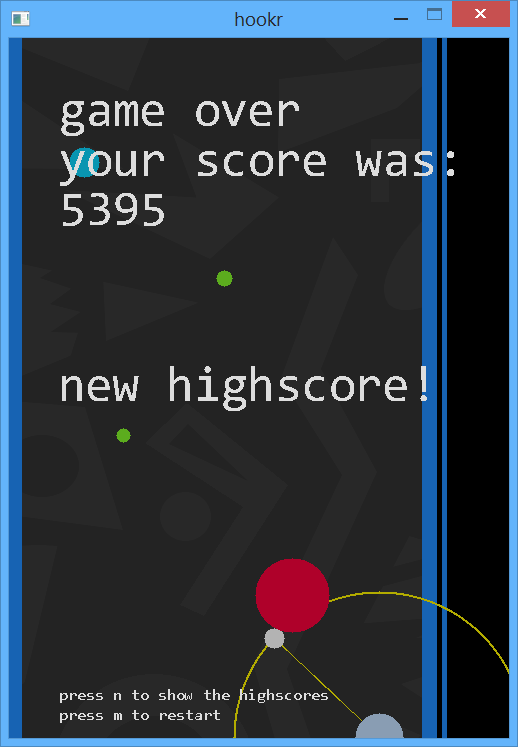 hookr
game over
your score was:
5395
new highscore!
press n to show the highscores
press m to restart